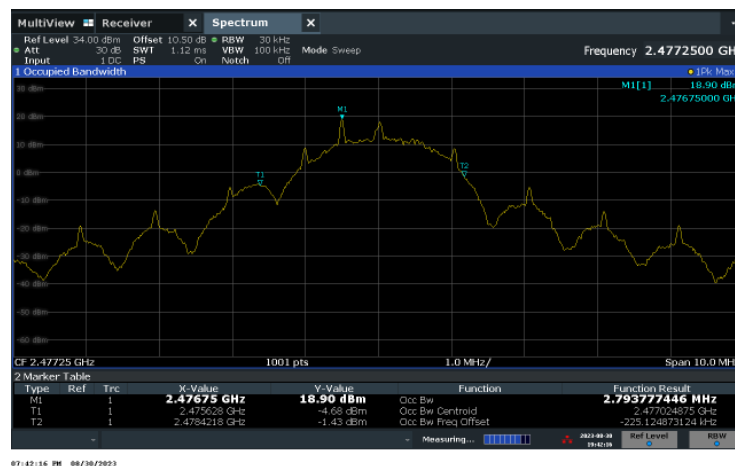 MultiView Receiver X Spectrum X
Ref Level 34.00 dBm Offset 10.50 dB RBW 30 kHz
Att 30 dB SWT 1.12 ms VBW 100 kHz Mode Sweep Frequency 2.4772500 GH
Input 1 DC PS On Notch Off
1 Occupied Bandwidth 1Pk Max
30 dBm M1[1] 18.90 dB
2.47675000 GH
M1
20 dBm
10 dBm
0 dBm T1 T2
-10 dBm
-20 dBm
-30 dBm
-40 dBm
-60 dBm
CF 2.47725 GHz 1001 pts 1.0 MHz/ Span 10.0 MH
2 Marker Table
Type Ref Trc X-Value Y-Value Function Function Result
M1 1 2.47675 GHz 18.90 dBm Occ Bw 2.793777446 MHz
T1 1 2.475628 GHz -4.68 dBm Occ Bw Centroid 2.477024875 GHz
T2 1 2.4784218 GHz -1.43 dBm Occ Bw Freq Offset -225.124873124 kHz
Measuring... 2023-08-30 Ref Level RBW
19:42:16
07:42:16 PM 08/30/2023